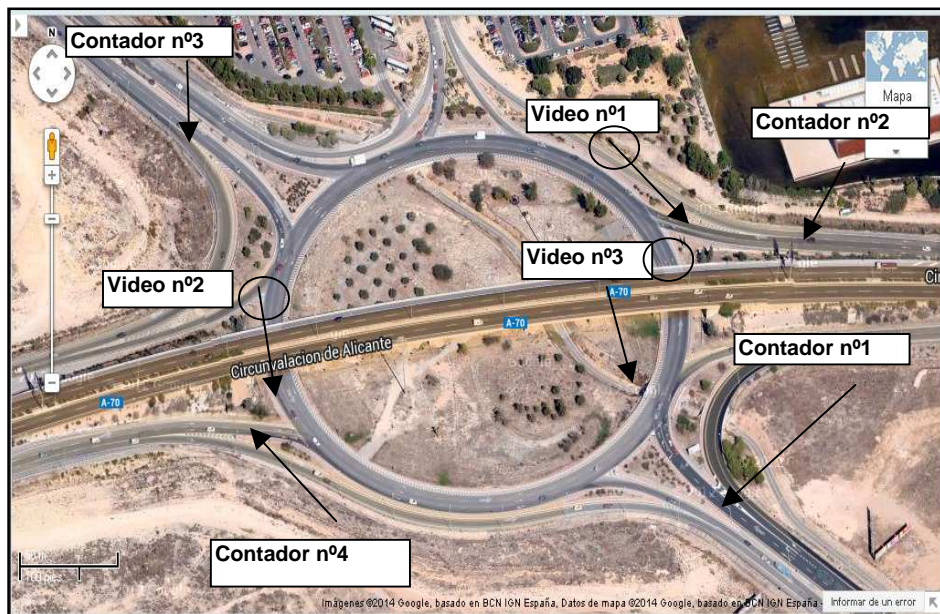 Contador nº3
N
Video nº1
Contador nº2
Mapa
Video nº3
Video nº2
A-70
A-70
Circunvalacion de Alicante
Contador nº1
A-70
Contador nº4
100 pies
Imágenes ©2014 Google, basado en BCN IGN España, Datos de mapa ©2014 Google, basado en BCN IGN España -
Informar de un error